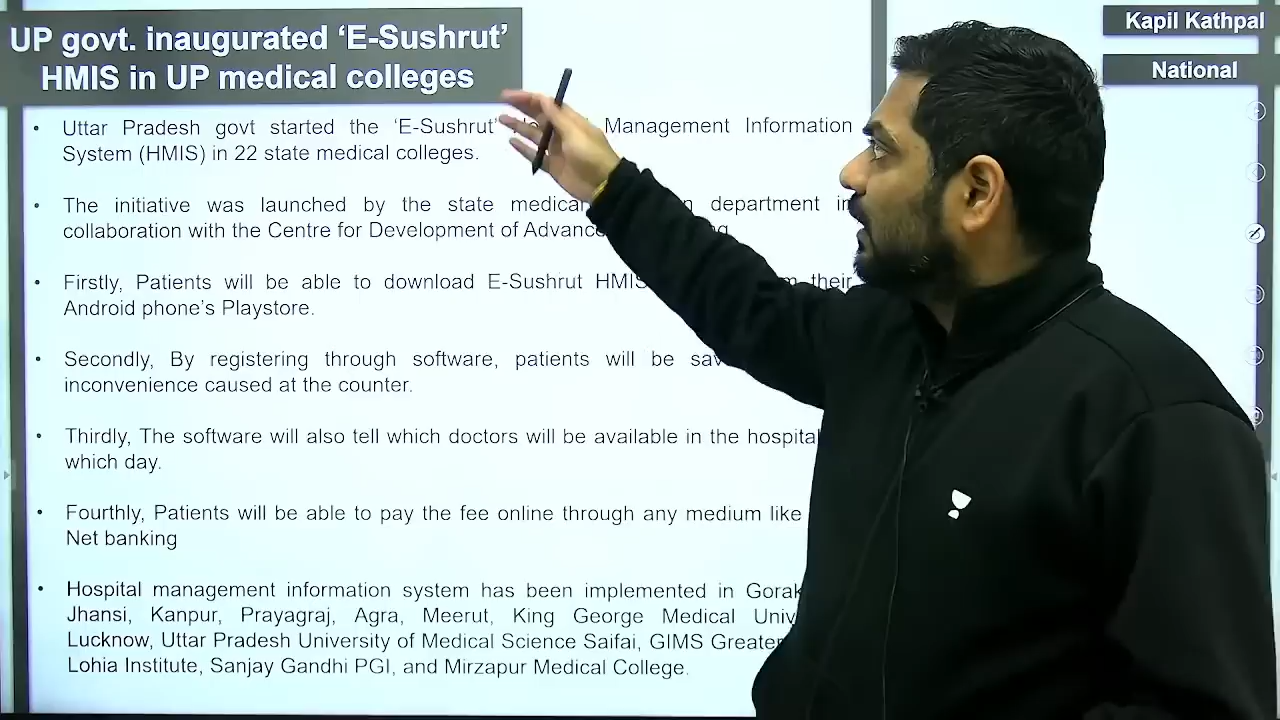 UP govt. inaugurated ‘E-Sushrut’
HMIS in UP medical colleges
Kapil Kathpal
National
• Uttar Pradesh govt started the ‘E-Sushrut’ Management Information
System (HMIS) in 22 state medical colleges.
• The initiative was launched by the state medical department in
collaboration with the Centre for Development of
• Firstly, Patients will be able to download E-Sushrut HMIS their
Android phone’s Playstore.
• Secondly, By registering through software, patients will be
inconvenience caused at the counter.
• Thirdly, The software will also tell which doctors will be available in the hospital
which day.
• Fourthly, Patients will be able to pay the fee online through any medium like
Net banking
• Hospital management information system has been implemented in
Jhansi, Kanpur, Prayagraj, Agra, Meerut, King George Medical
Lucknow, Uttar Pradesh University of Medical Science Saifai, GIMS Greater
Lohia Institute, Sanjay Gandhi PGI, and Mirzapur Medical College.